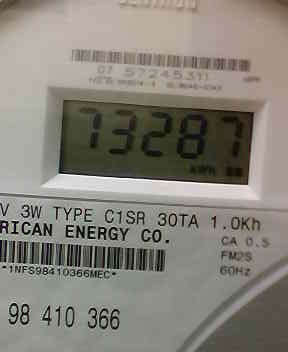 07 57245311
73287
KWH
V 3W TYPE C1SR 30TA 1.0Kh
RICAN ENERGY CO.
CA 0.5
FM2S
60Hz
*1NFS98410366MEC*
98 410 366